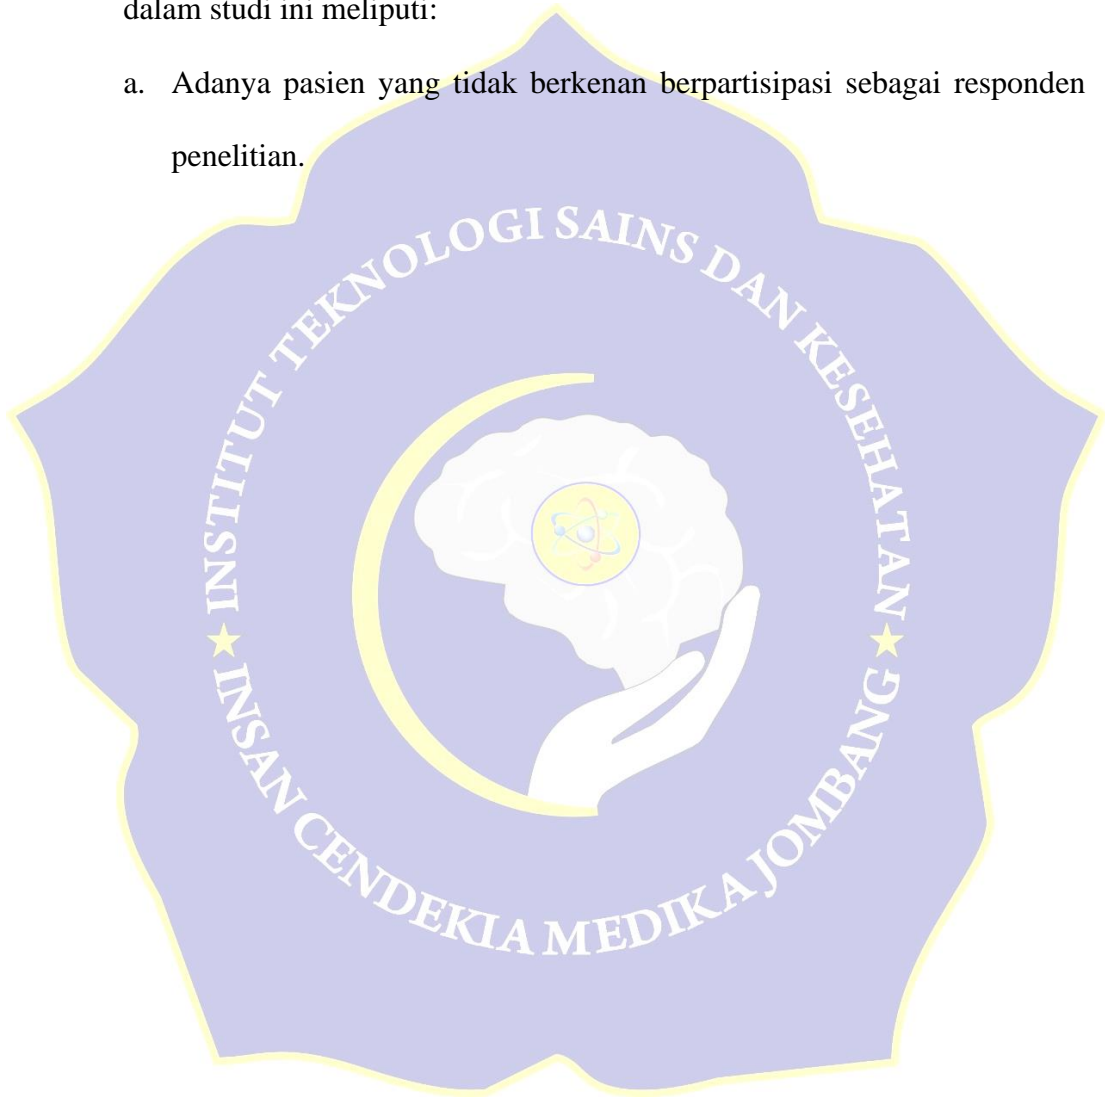 dalam studi ini meliputi:
a. Adanya pasien yang tidak berkenan berpartisipasi sebagai responden
penelitian.
INSTITUT TEKNOLOGI SAINS DAN KESEHATAN
INSAN CENDEKIA MEDIKA JOMBANG